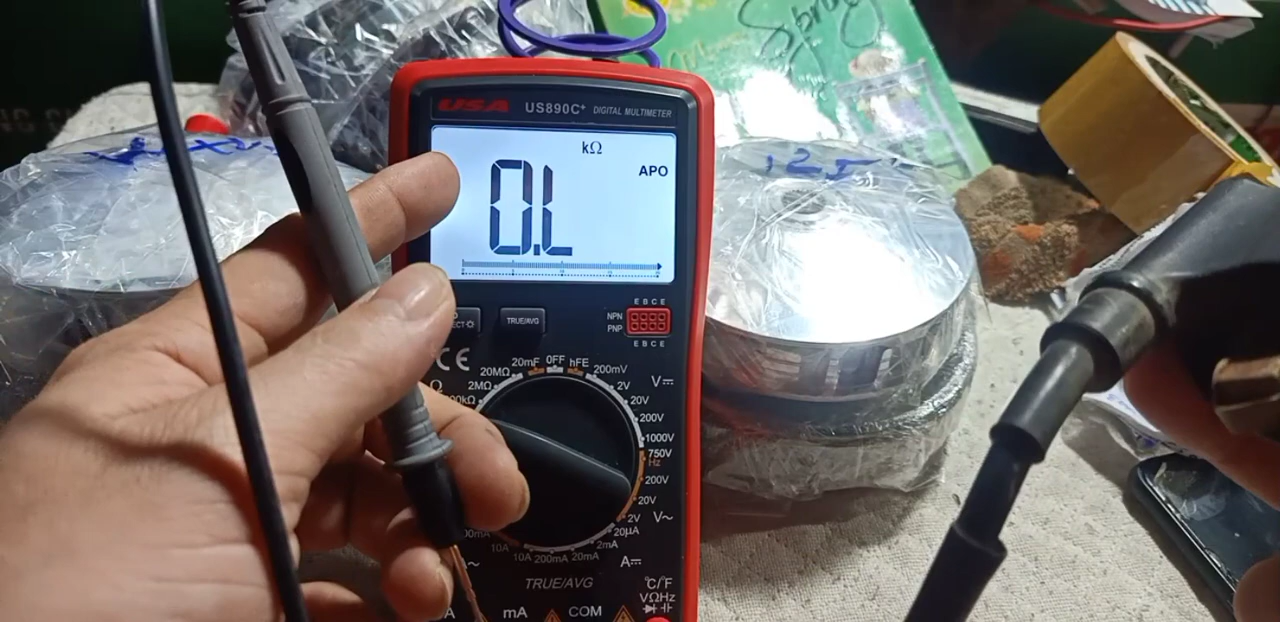 USA US890C+ DIGITAL MULTIMETER
kΩ
APO
0.L
TRUE/AVG
E B C E
NPN
PNP
E B C E
CE
20mF OFF hFE
20MΩ 200mV
2MΩ 2V V⎓
Ω 20V
200V
1000V
750V
Hz
200V
20V
2V V~
20µA
2mA
10A 10A 200mA 20mA A⎓
TRUE/AVG °C/°F
VΩHz
A mA COM